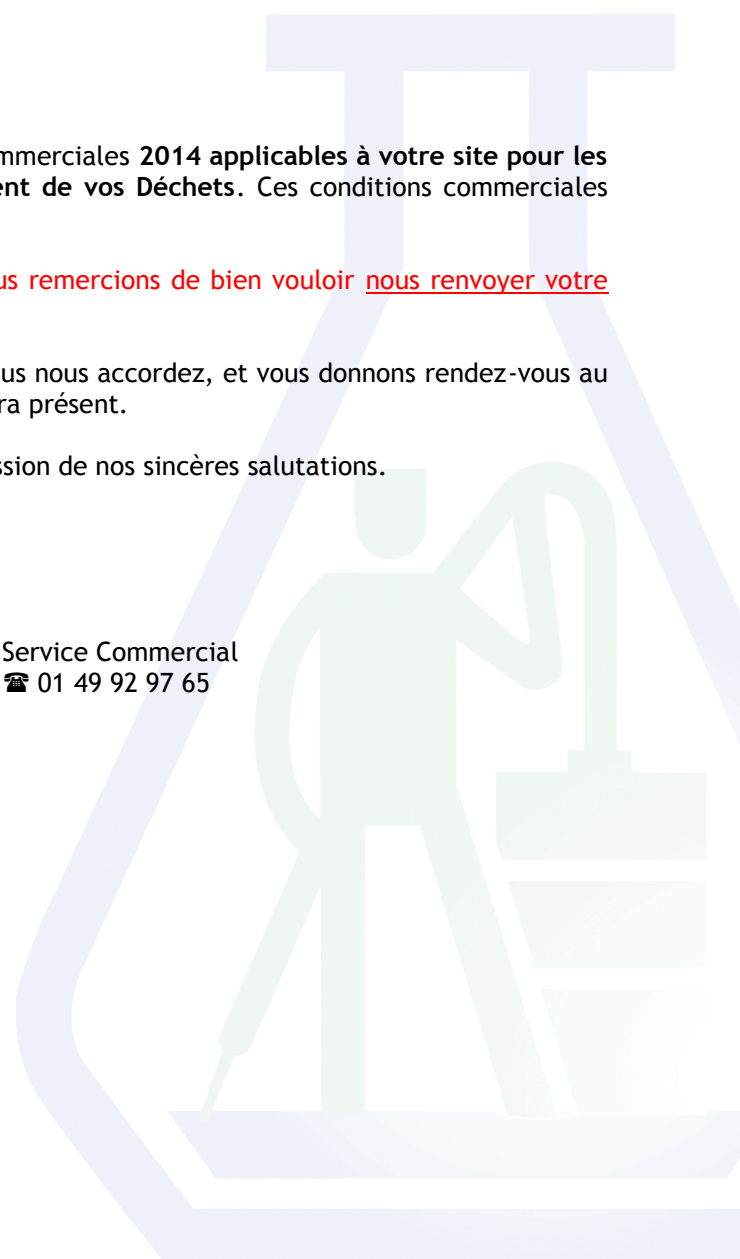 mmerciales 2014 applicables à votre site pour les
ent de vos Déchets. Ces conditions commerciales
us remercions de bien vouloir nous renvoyer votre
us nous accordez, et vous donnons rendez-vous au
ra présent.
ssion de nos sincères salutations.
Service Commercial
☎ 01 49 92 97 65